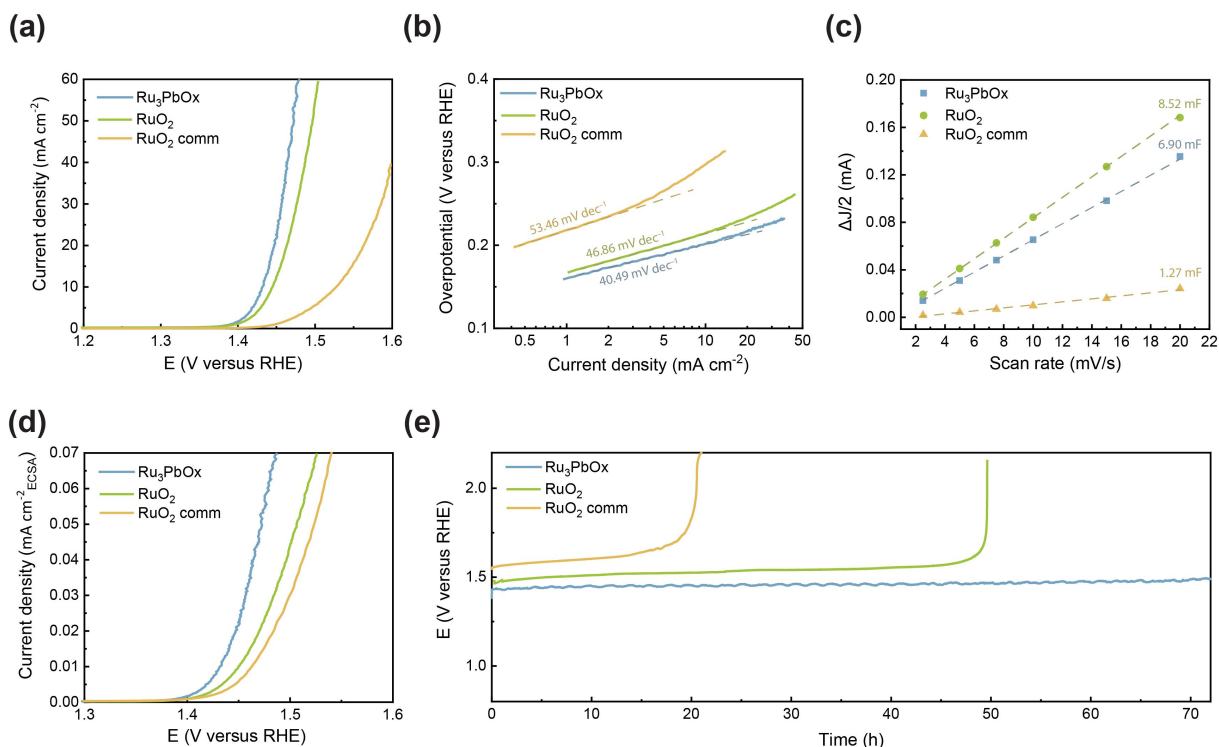 (a)
60
50
40
30
20
10
0
Current density (mA cm⁻²)
Ru₃PbOx
RuO₂
RuO₂ comm
1.2 1.3 1.4 1.5 1.6
E (V versus RHE)
(b)
0.4
0.3
0.2
0.1
Overpotential (V versus RHE)
Ru₃PbOx
RuO₂
RuO₂ comm
53.46 mV dec⁻¹
46.86 mV dec⁻¹
40.49 mV dec⁻¹
0.5 1 2 10 20 50
Current density (mA cm⁻²)
(c)
0.20
0.16
0.12
0.08
0.04
0.00
ΔJ/2 (mA)
Ru₃PbOx
RuO₂
RuO₂ comm
8.52 mF
6.90 mF
1.27 mF
2 4 6 8 10 12 14 16 18 20 22
Scan rate (mV/s)
(d)
0.07
0.06
0.05
0.04
0.03
0.02
0.01
0.00
Current density (mA cm⁻²ECSA)
Ru₃PbOx
RuO₂
RuO₂ comm
1.3 1.4 1.5 1.6
E (V versus RHE)
(e)
2.0
1.5
1.0
E (V versus RHE)
Ru₃PbOx
RuO₂
RuO₂ comm
0 10 20 30 40 50 60 70
Time (h)